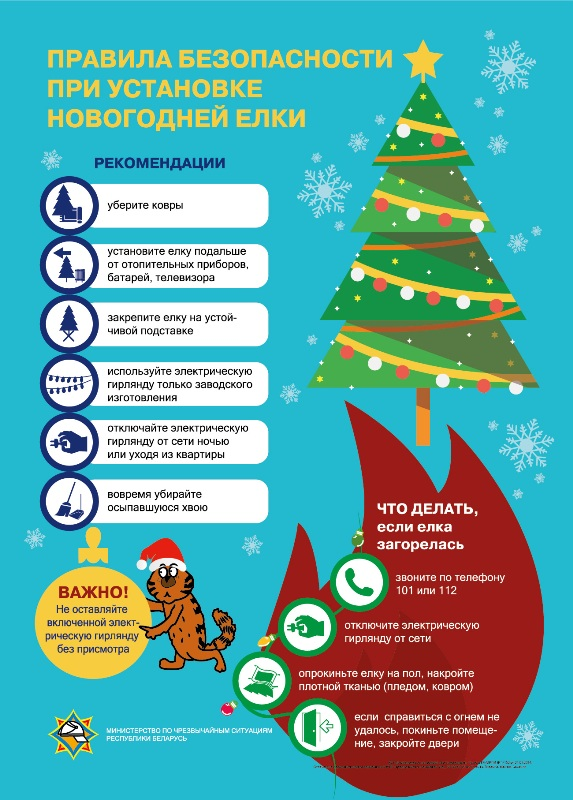 ПРАВИЛА БЕЗОПАСНОСТИ
ПРИ УСТАНОВКЕ
НОВОГОДНЕЙ ЕЛКИ
РЕКОМЕНДАЦИИ
уберите ковры
установите елку подальше
от отопительных приборов,
батарей, телевизора
закрепите елку на устой-
чивой подставке
используйте электрическую
гирлянду только заводского
изготовления
отключайте электрическую
гирлянду от сети ночью
или уходя из квартиры
вовремя убирайте
осыпавшуюся хвою
ВАЖНО!
Не оставляйте
включенной элект-
рическую гирлянду
без присмотра
ЧТО ДЕЛАТЬ,
если елка
загорелась
звоните по телефону
101 или 112
отключите электрическую
гирлянду от сети
опрокиньте елку на пол, накройте
плотной тканью (пледом, ковром)
если справиться с огнем не
удалось, покиньте помеще-
ние, закройте двери
МИНИСТЕРСТВО ПО ЧРЕЗВЫЧАЙНЫМ СИТУАЦИЯМ
РЕСПУБЛИКИ БЕЛАРУСЬ